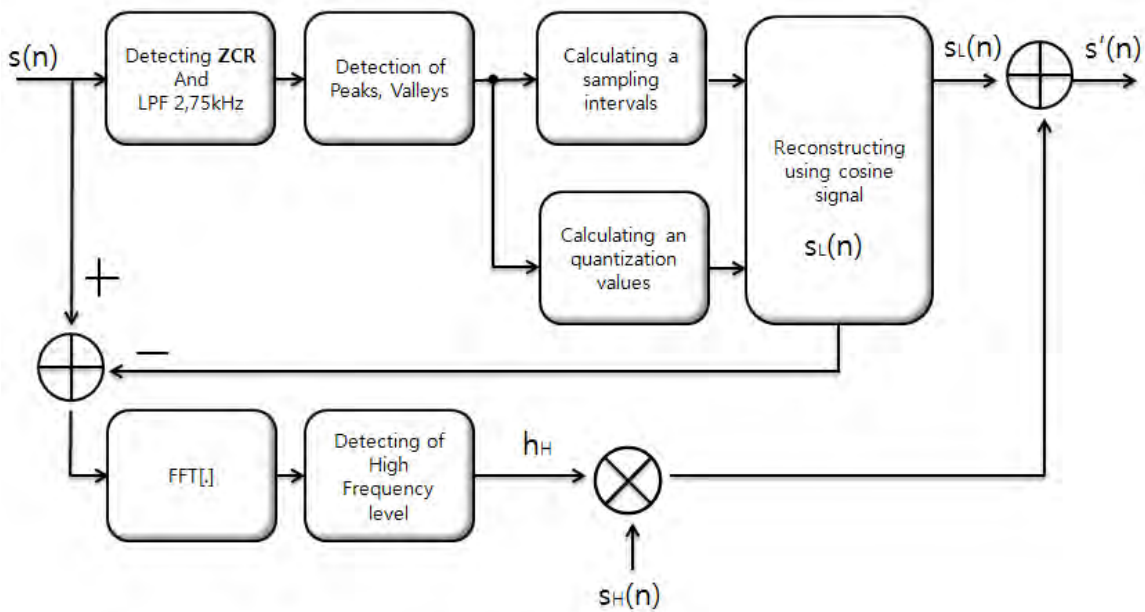 s(n)
Detecting ZCR
And
LPF 2,75kHz
Detection of
Peaks, Valleys
Calculating a
sampling
intervals
Calculating an
quantization
values
Reconstructing
using cosine
signal
sL(n)
sL(n)
s'(n)
+
−
FFT[.]
Detecting of
High
Frequency
level
hH
sH(n)